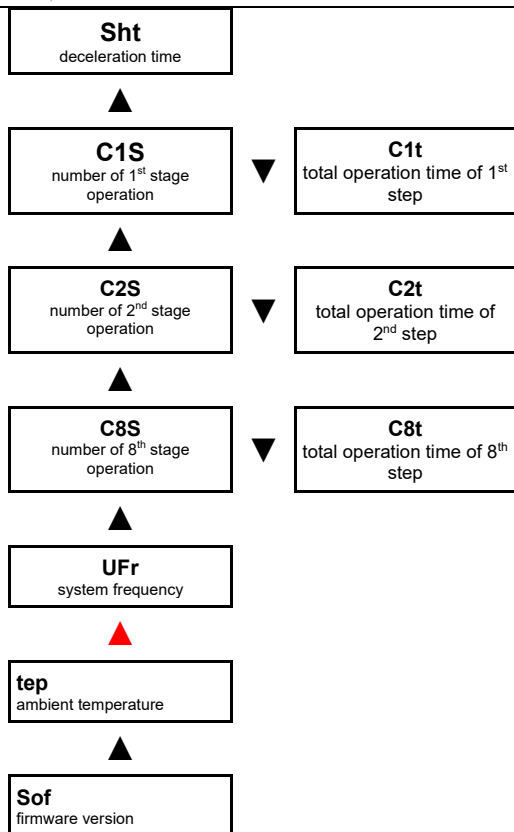 Sht
deceleration time
C1S
number of 1st stage
operation
C1t
total operation time of 1st
step
C2S
number of 2nd stage
operation
C2t
total operation time of
2nd step
C8S
number of 8th stage
operation
C8t
total operation time of 8th
step
UFr
system frequency
tep
ambient temperature
Sof
firmware version